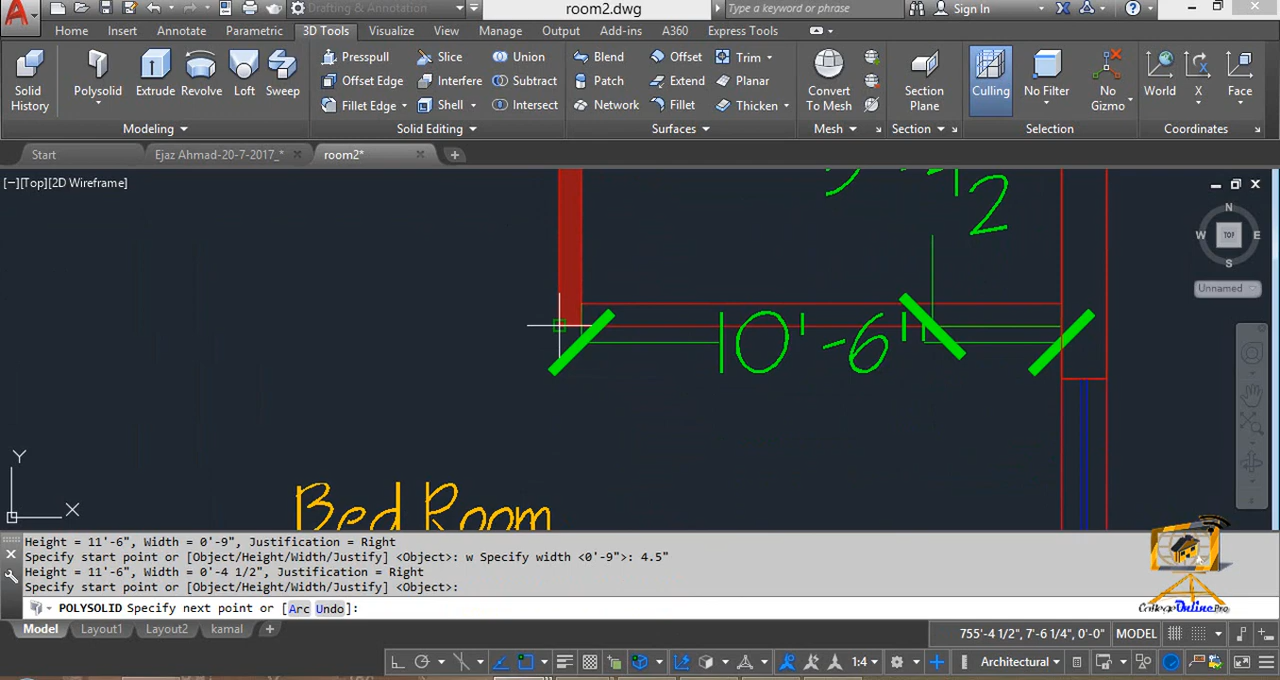 Drafting & Annotation
room2.dwg
Type a keyword or phrase
Sign In
Home Insert Annotate Parametric 3D Tools Visualize View Manage Output Add-ins A360 Express Tools
Presspull Slice Union Blend Offset Trim
Offset Edge Interfere Subtract Patch Extend Planar
Fillet Edge Shell Intersect Network Fillet Thicken
Solid History Polysolid Extrude Revolve Loft Sweep Convert To Mesh Section Plane Culling No Filter No Gizmo World X Face
Modeling Solid Editing Surfaces Mesh Section Selection Coordinates
Start Ejaz Ahmad-20-7-2017_* room2*
[−][Top][2D Wireframe]
2
N
W TOP E
S
Unnamed
10'-6"
Y
X
Bed Room
Height = 11'-6", Width = 0'-9", Justification = Right
Specify start point or [Object/Height/Width/Justify] <Object>: w Specify width <0'-9">: 4.5"
Height = 11'-6", Width = 0'-4 1/2", Justification = Right
Specify start point or [Object/Height/Width/Justify] <Object>:
POLYSOLID Specify next point or [Arc Undo]:
College Online.Pro
Model Layout1 Layout2 kamal
755'-4 1/2", 7'-6 1/4", 0'-0" MODEL
1:4 Architectural